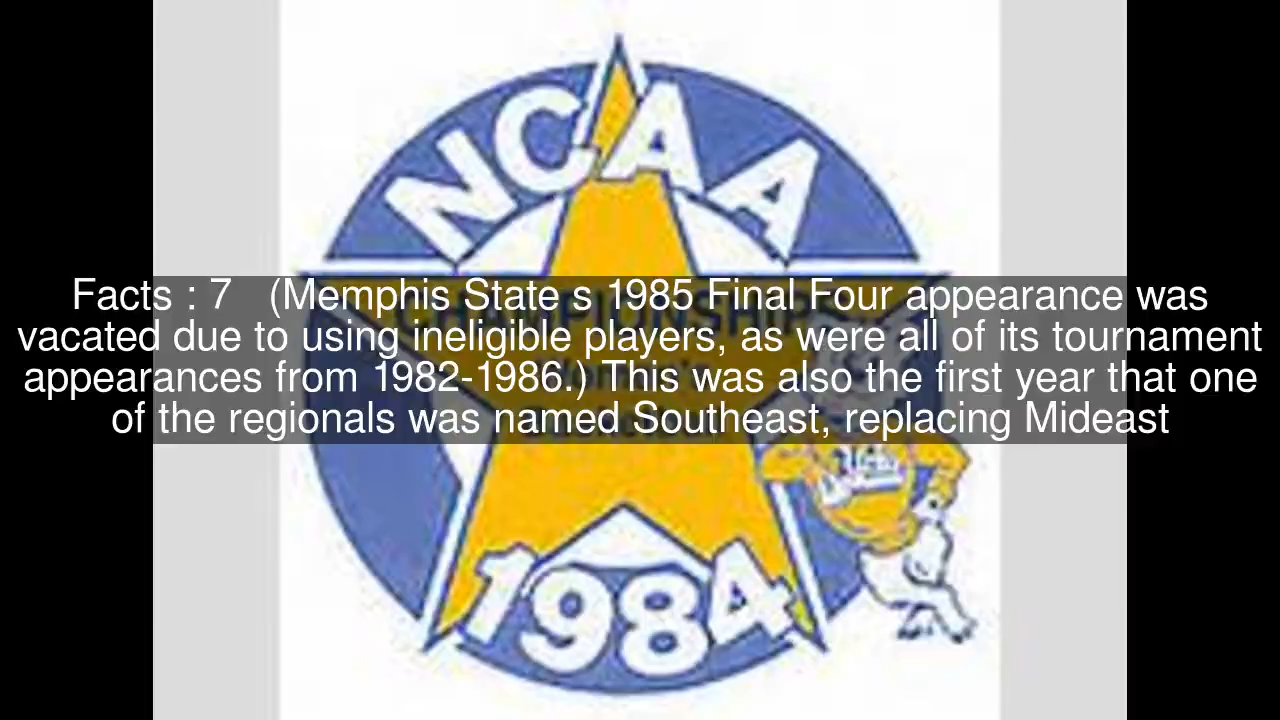 NCAA
Facts : 7 (Memphis State s 1985 Final Four appearance was
vacated due to using ineligible players, as were all of its tournament
appearances from 1982-1986.) This was also the first year that one
of the regionals was named Southeast, replacing Mideast
1984